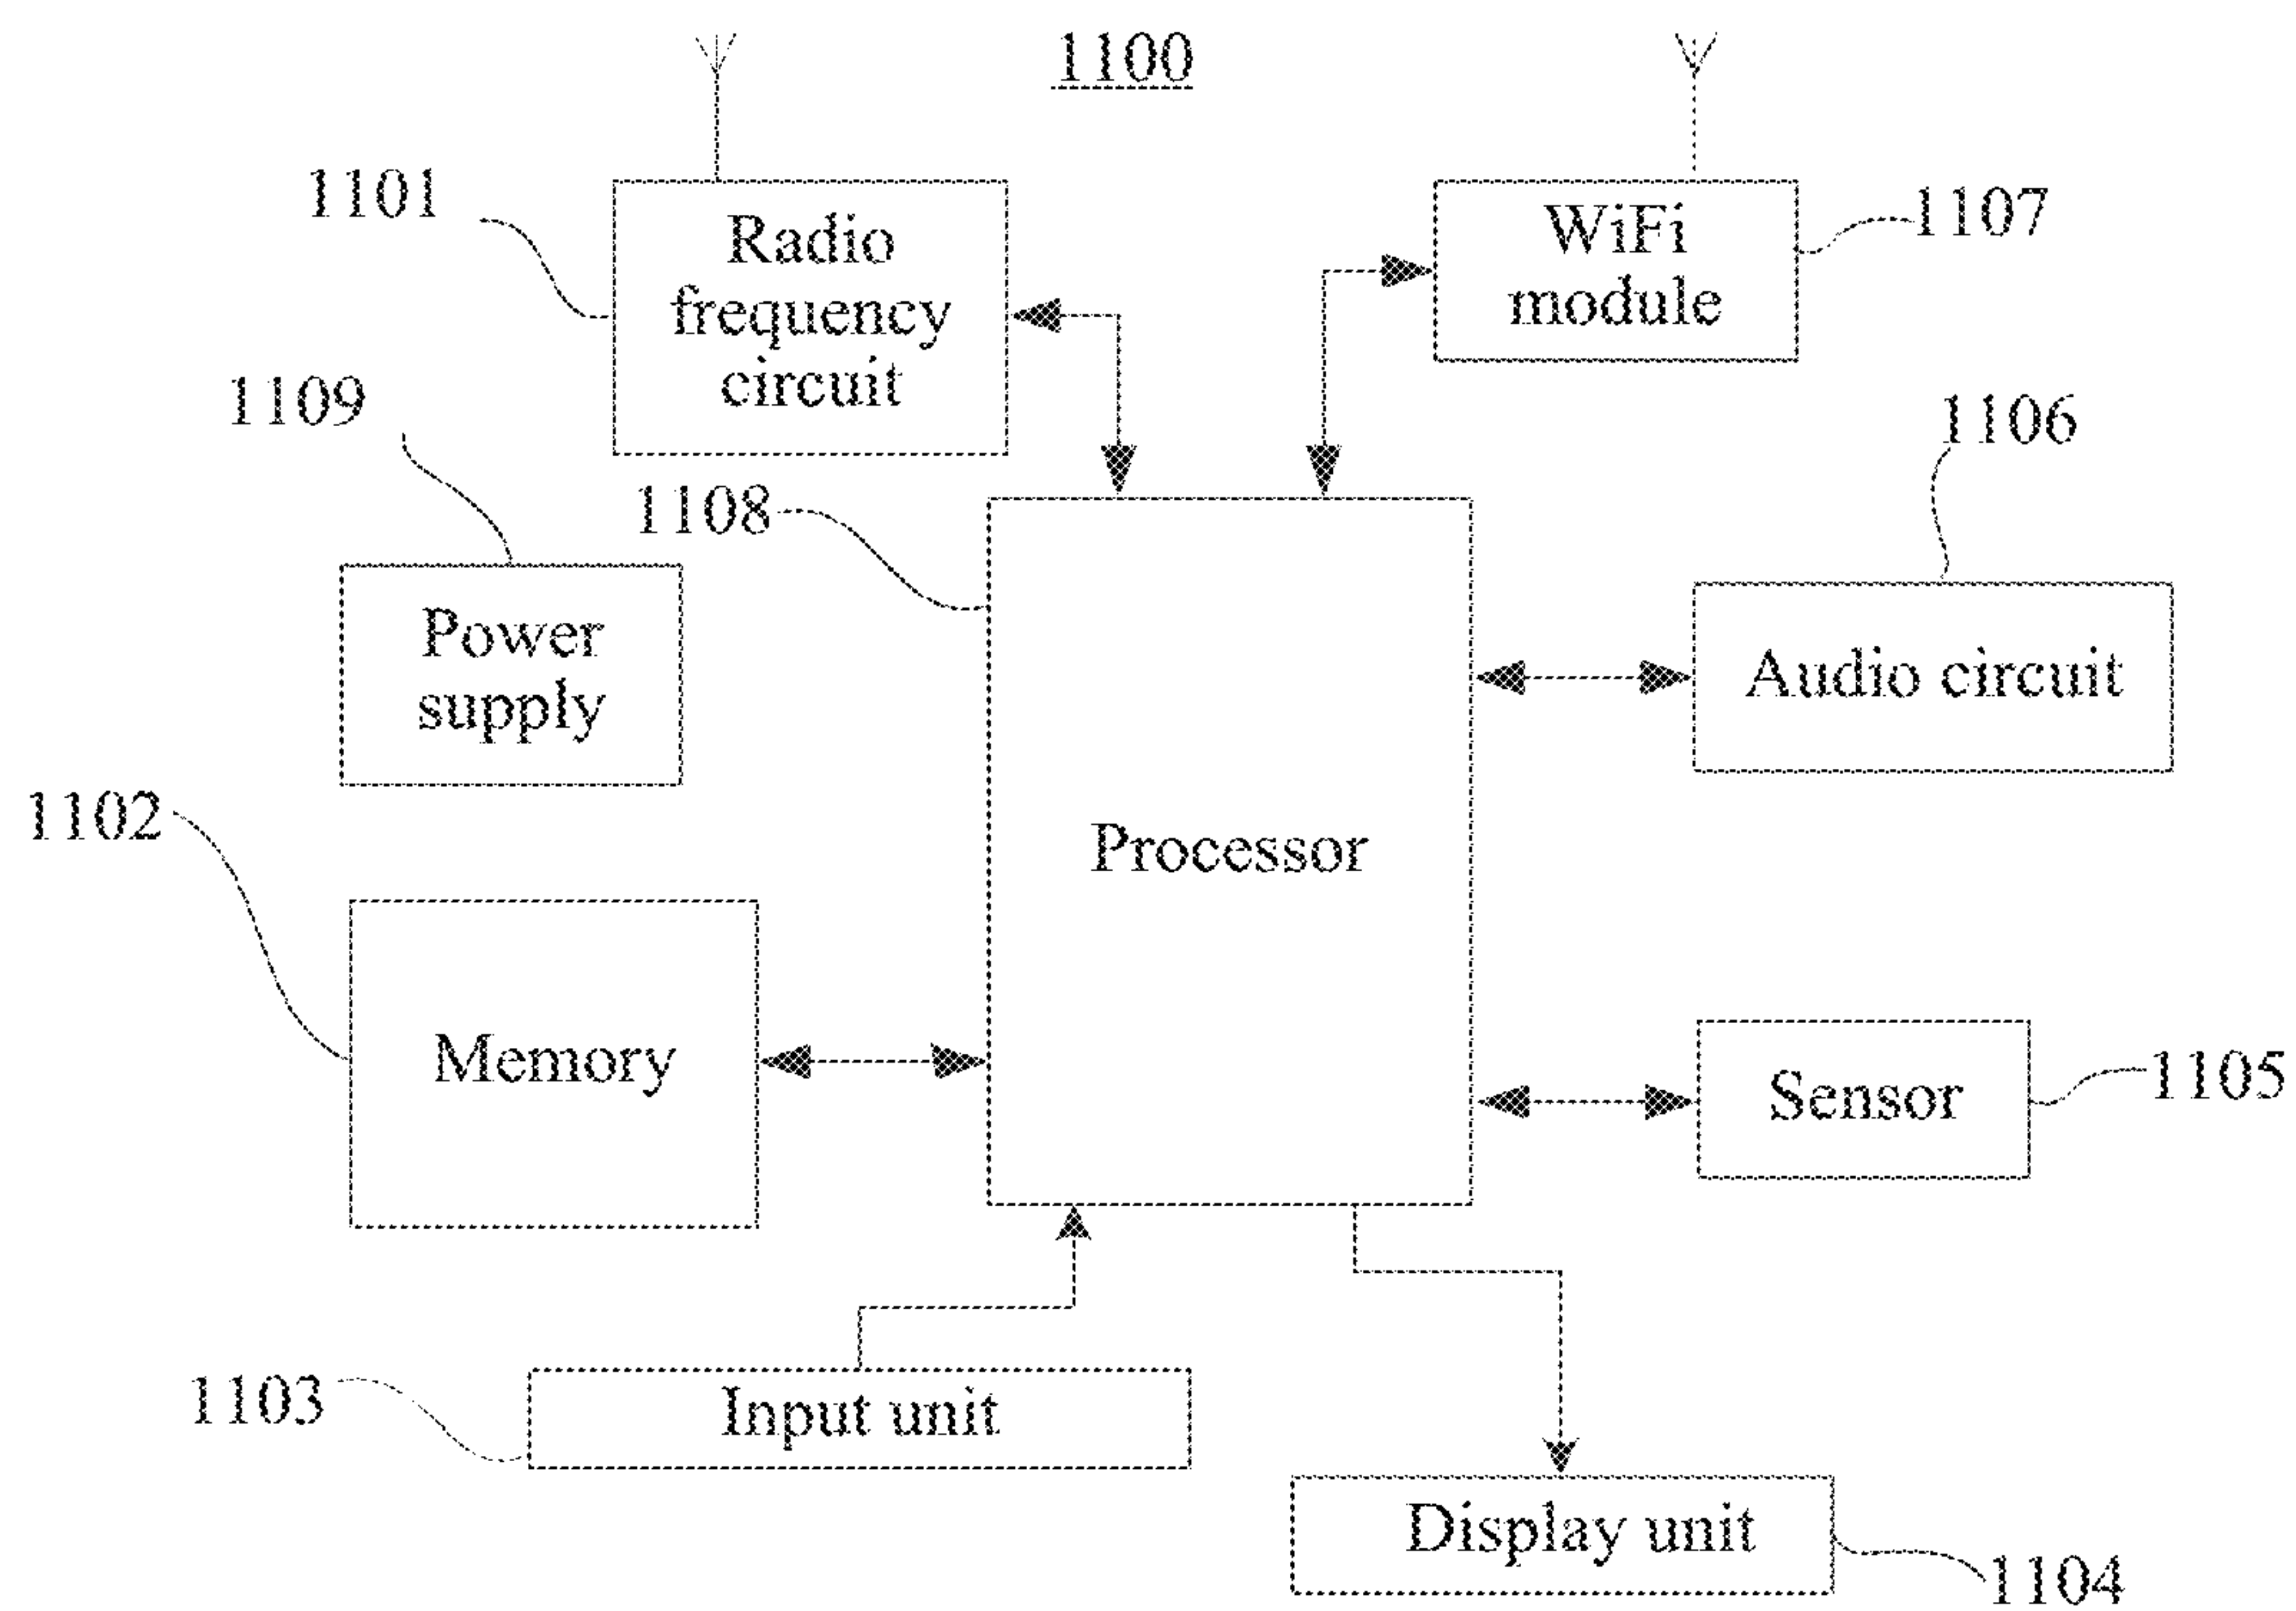 1100
1101
Radio
frequency
circuit
WiFi
module
1107
1109
1106
1108
Power
supply
Audio circuit
1102
Processor
Memory
Sensor
1105
1103
Input unit
Display unit
1104